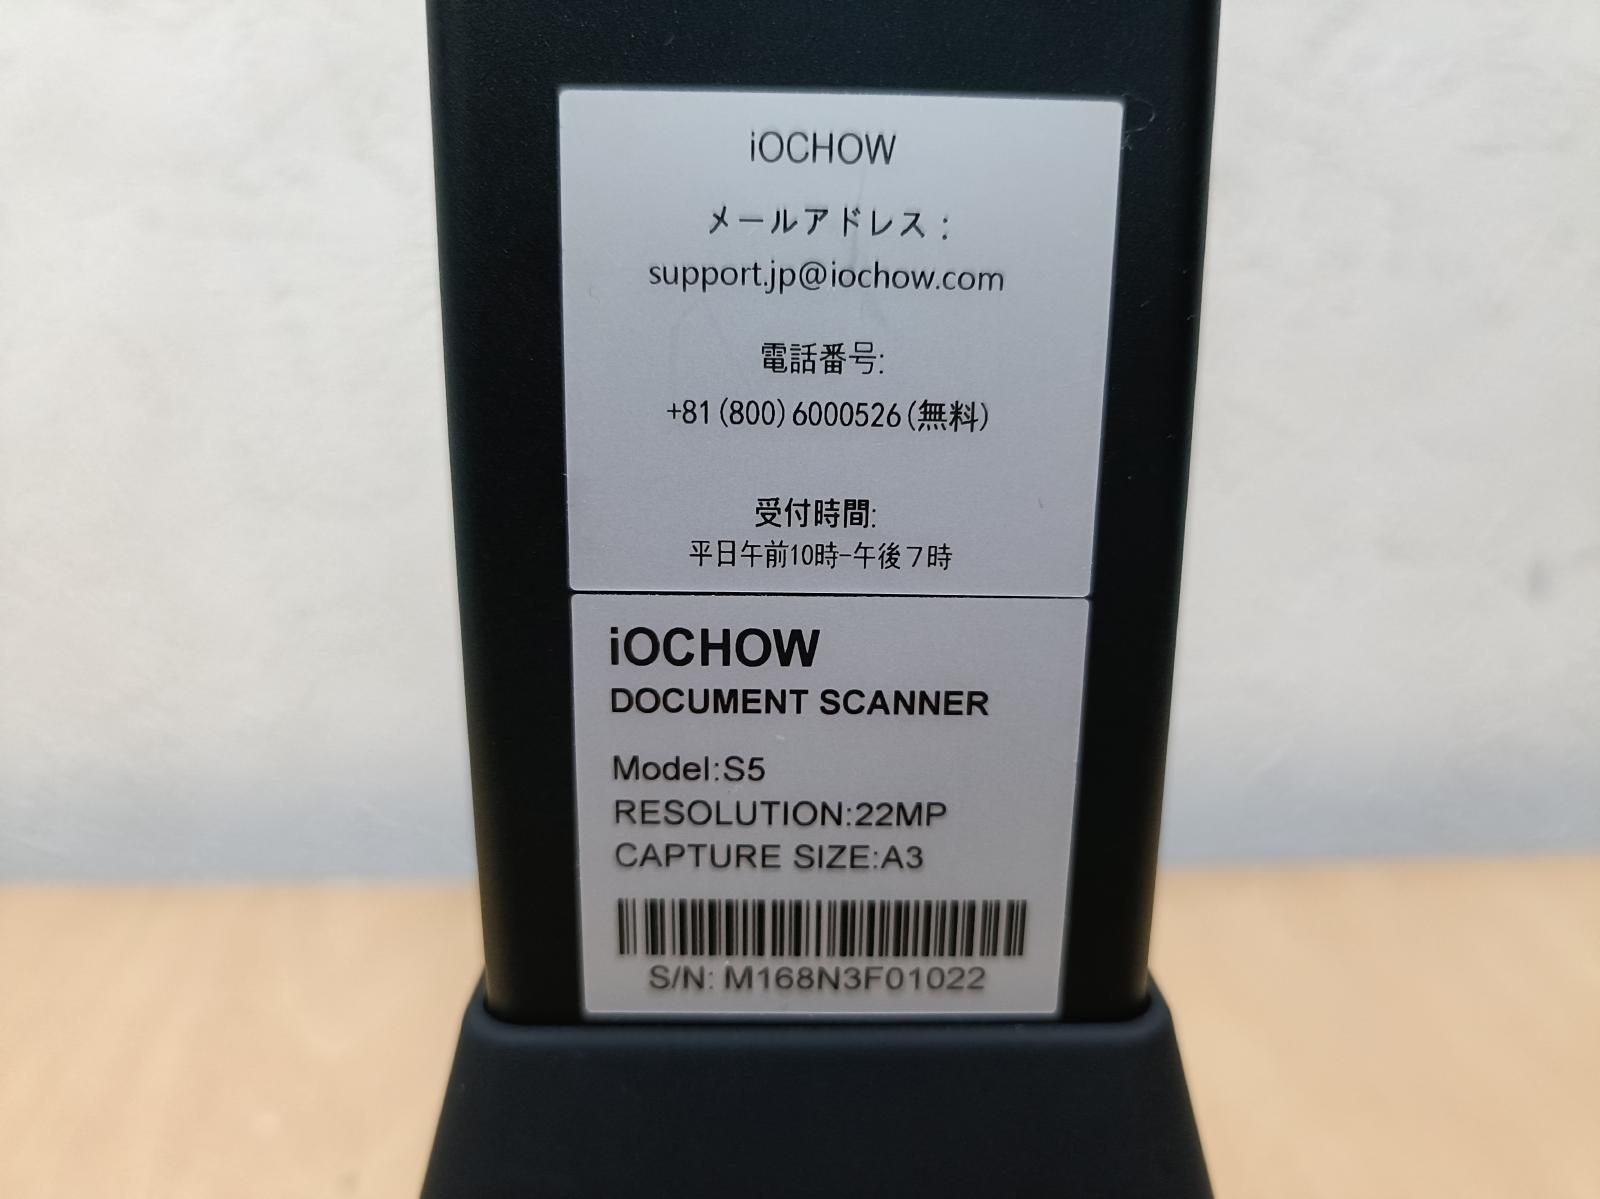 iOCHOW
メールアドレス：
support.jp@iochow.com
電話番号:
+81(800)6000526(無料)
受付時間:
平日午前10時-午後７時
iOCHOW
DOCUMENT SCANNER
Model:S5
RESOLUTION:22MP
CAPTURE SIZE:A3
S/N: M168N3F01022